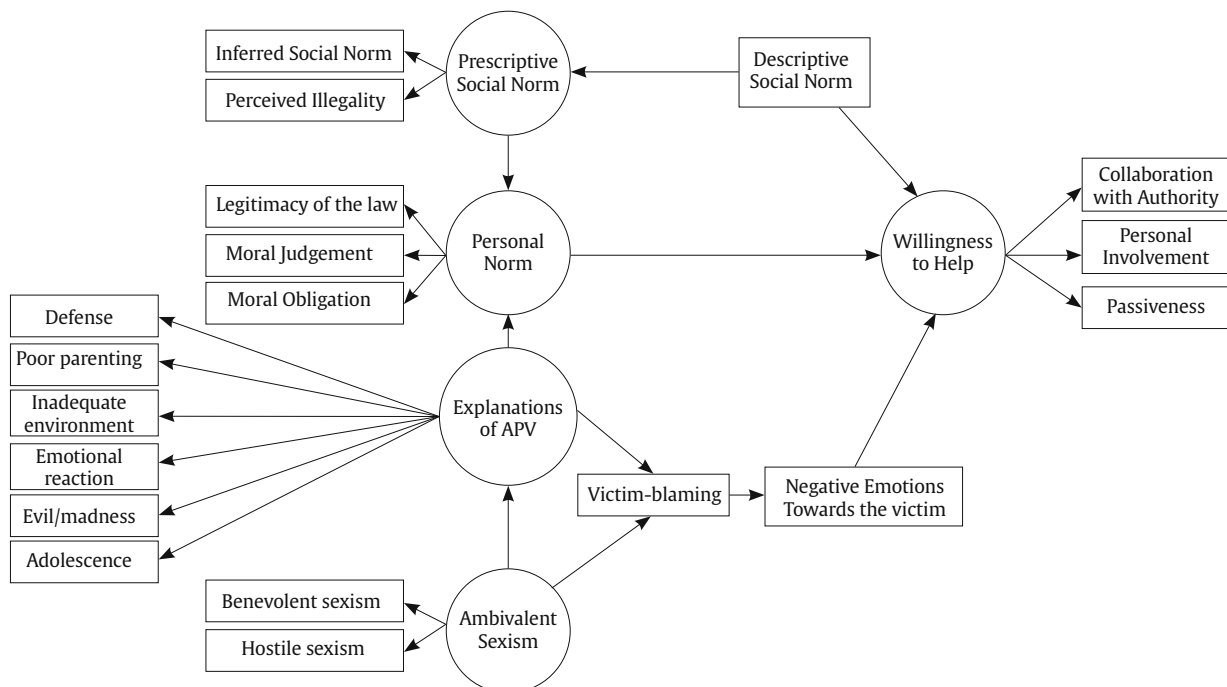 Inferred Social Norm
Perceived Illegality
Prescriptive
Social Norm
Descriptive
Social Norm
Legitimacy of the law
Moral Judgement
Moral Obligation
Personal
Norm
Willingness
to Help
Collaboration
with Authority
Personal
Involvement
Passiveness
Defense
Poor parenting
Inadequate
environment
Emotional
reaction
Evil/madness
Adolescence
Explanations
of APV
Victim-blaming
Negative Emotions
Towards the victim
Benevolent sexism
Hostile sexism
Ambivalent
Sexism